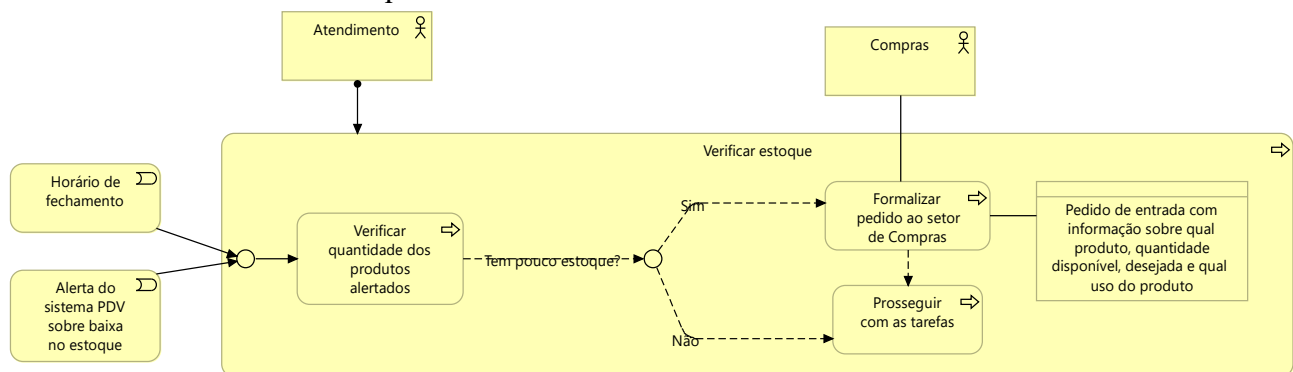 Atendimento
Compras
Verificar estoque
Horário de
fechamento
Alerta do
sistema PDV
sobre baixa
no estoque
Verificar
quantidade dos
produtos
alertados
Tem pouco estoque?
Sim
Não
Formalizar
pedido ao setor
de Compras
Prosseguir
com as tarefas
Pedido de entrada com
informação sobre qual
produto, quantidade
disponível, desejada e qual
uso do produto